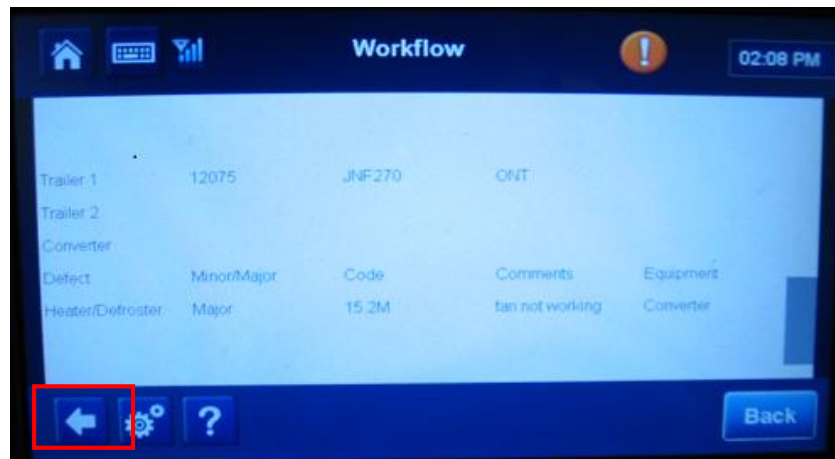 Workflow
!
02:08 PM
Trailer 1 12075 JNF270 ONT
Trailer 2
Converter
Defect Minor/Major Code Comments Equipment
Heater/Defroster Major 15.2M fan not working Converter
?
Back